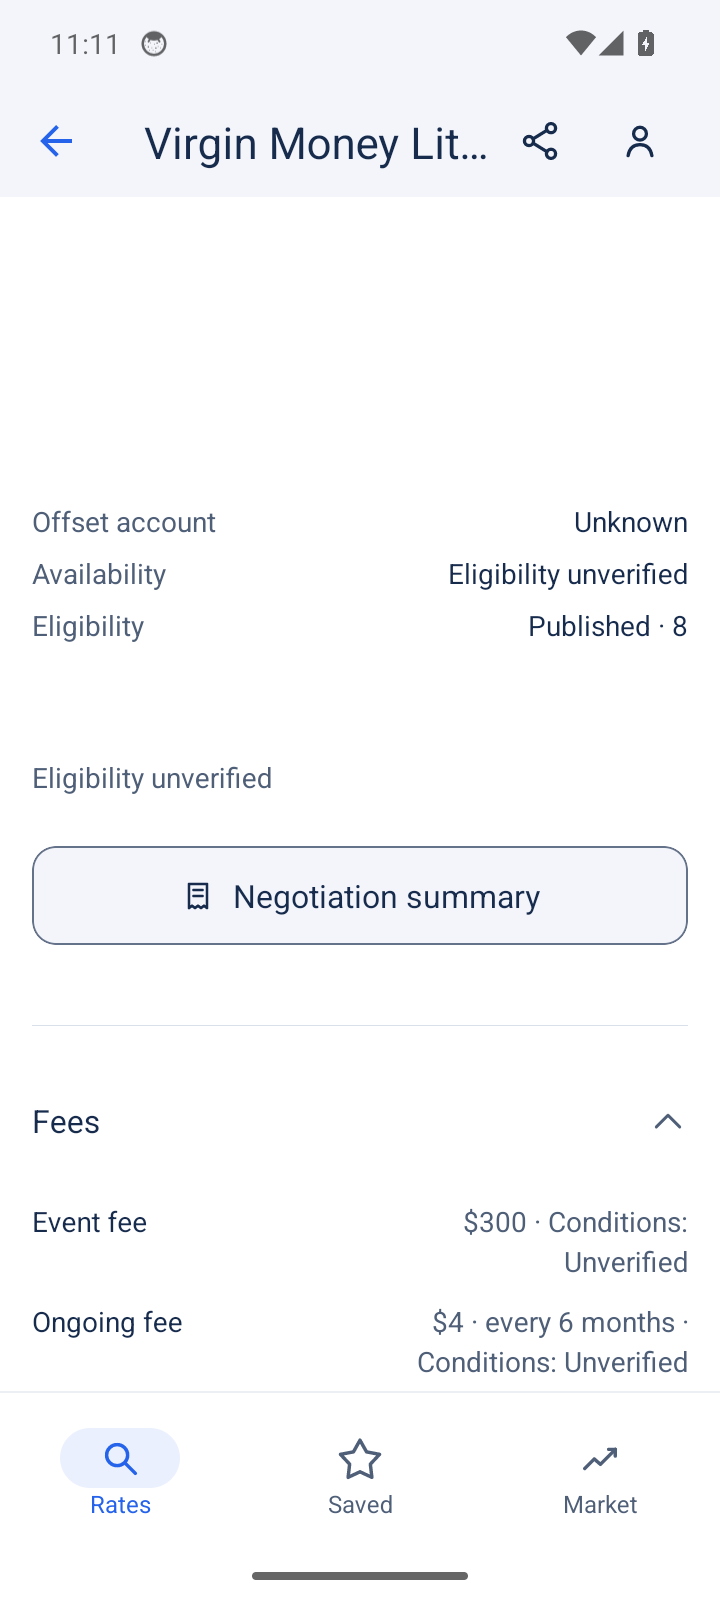 11:11
Virgin Money Lit...
Offset account Unknown
Availability Eligibility unverified
Eligibility Published · 8
Eligibility unverified
Negotiation summary
Fees
Event fee $300 · Conditions:
Unverified
Ongoing fee $4 · every 6 months ·
Conditions: Unverified
Rates Saved Market